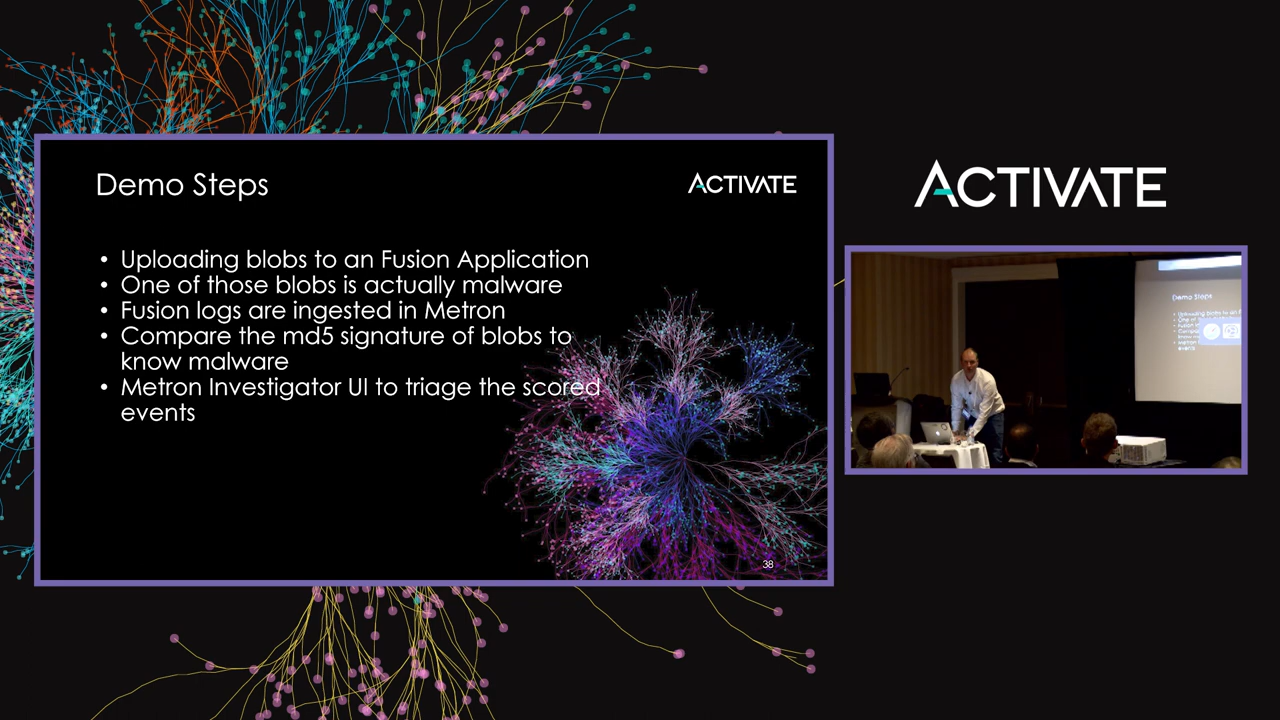 Demo Steps
ACTIVATE
• Uploading blobs to an Fusion Application
• One of those blobs is actually malware
• Fusion logs are ingested in Metron
• Compare the md5 signature of blobs to
know malware
• Metron Investigator UI to triage the scored
events
38
ACTIVATE
Demo Steps